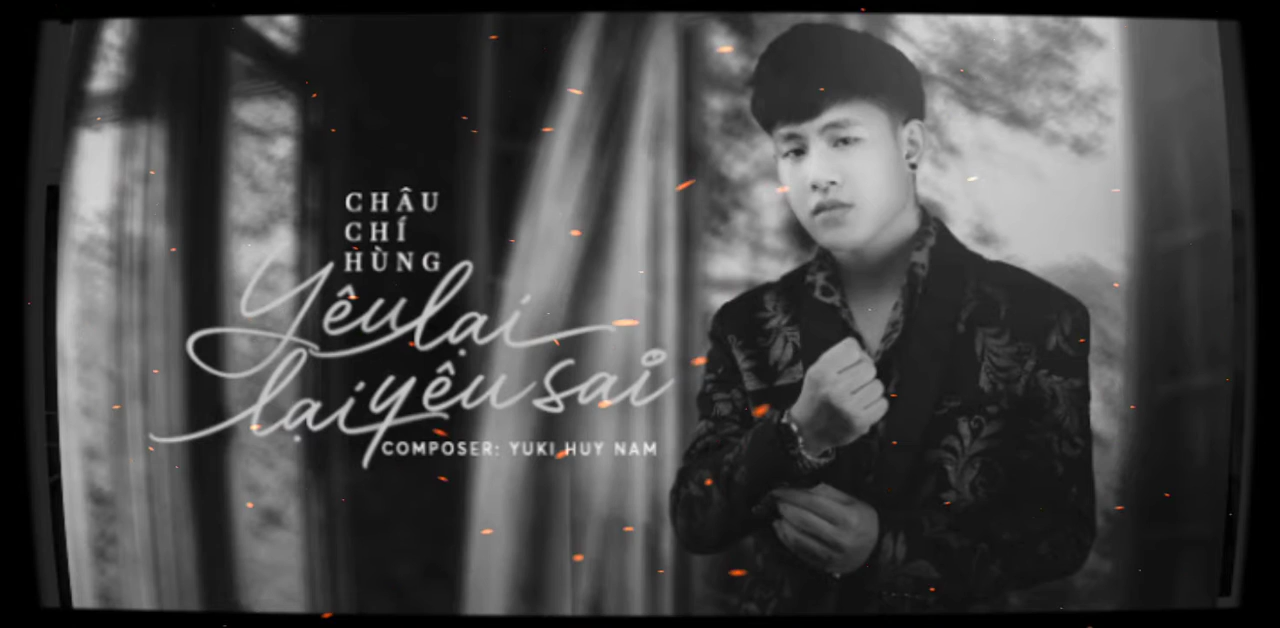 CHÂU
CHÍ
HÙNG
Yêu lại
lại yêu sai
COMPOSER: YUKI HUY NAM